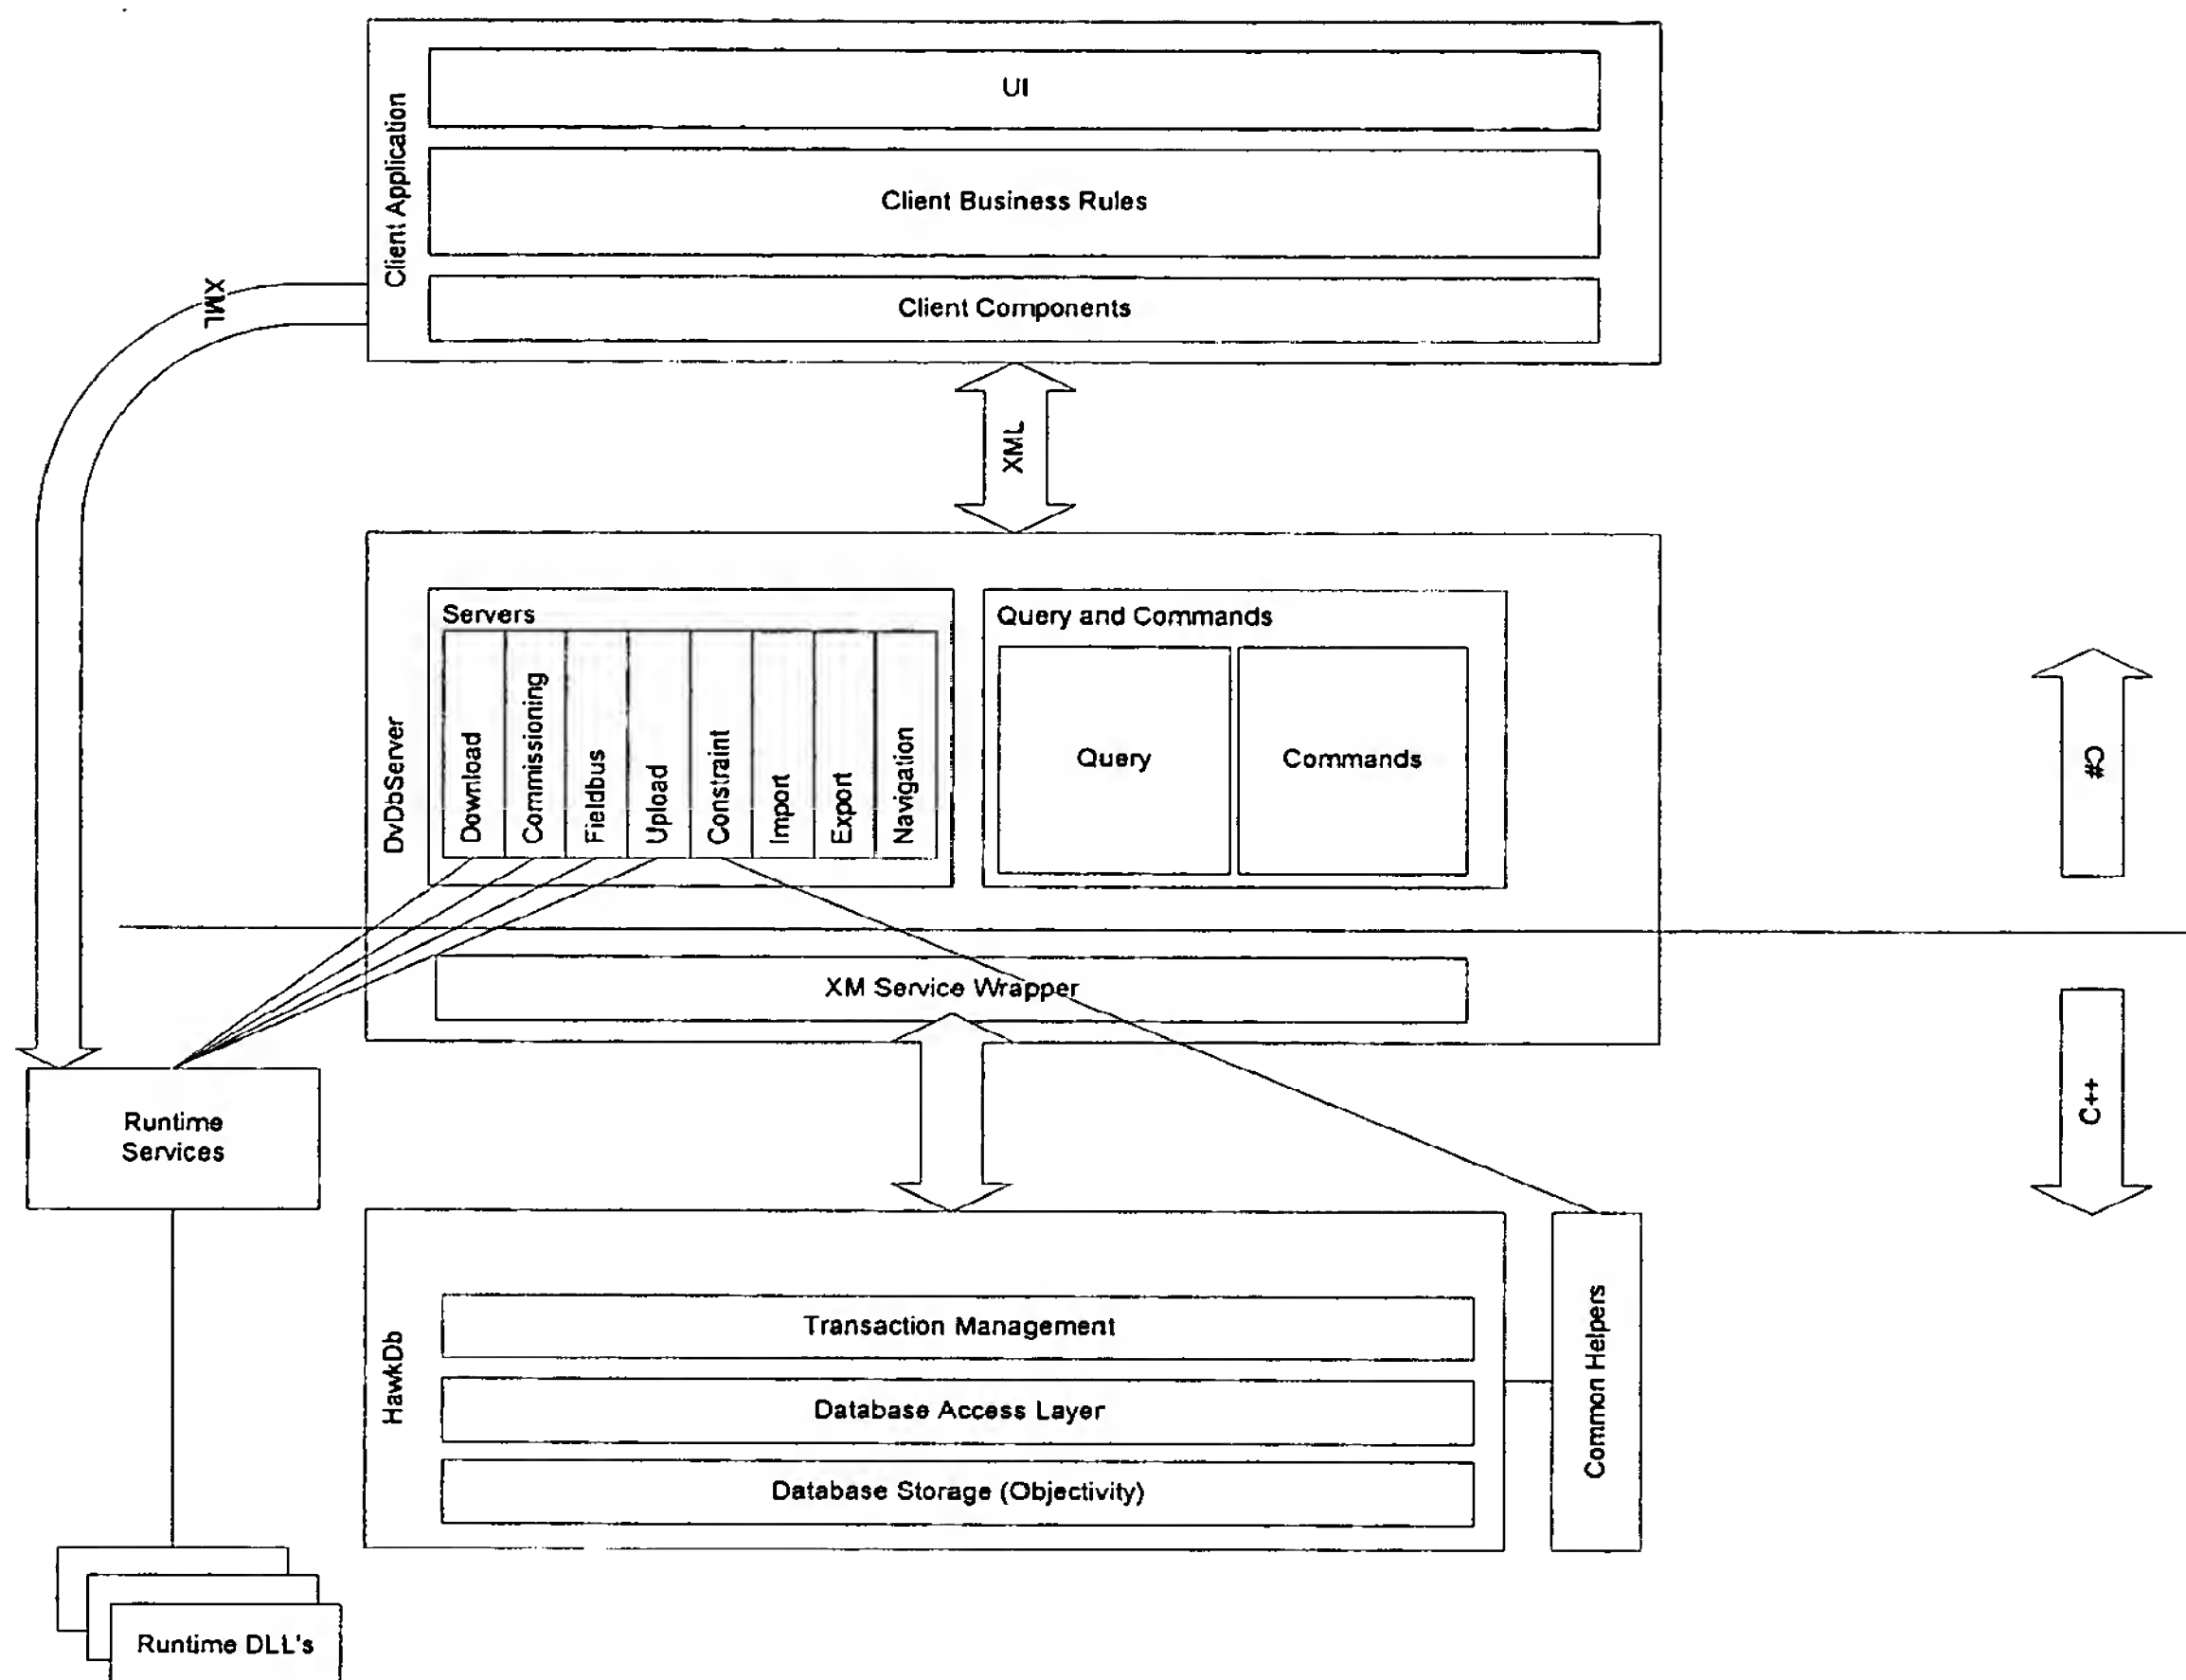 Client Application
UI
Client Business Rules
Client Components
XML
XML
DvDbServer
Servers
Download
Commissioning
Fieldbus
Upload
Constraint
Import
Export
Navigation
Query and Commands
Query
Commands
C#
XM Service Wrapper
C++
Runtime
Services
HawkDb
Transaction Management
Database Access Layer
Database Storage (Objectivity)
Common Helpers
Runtime DLL's